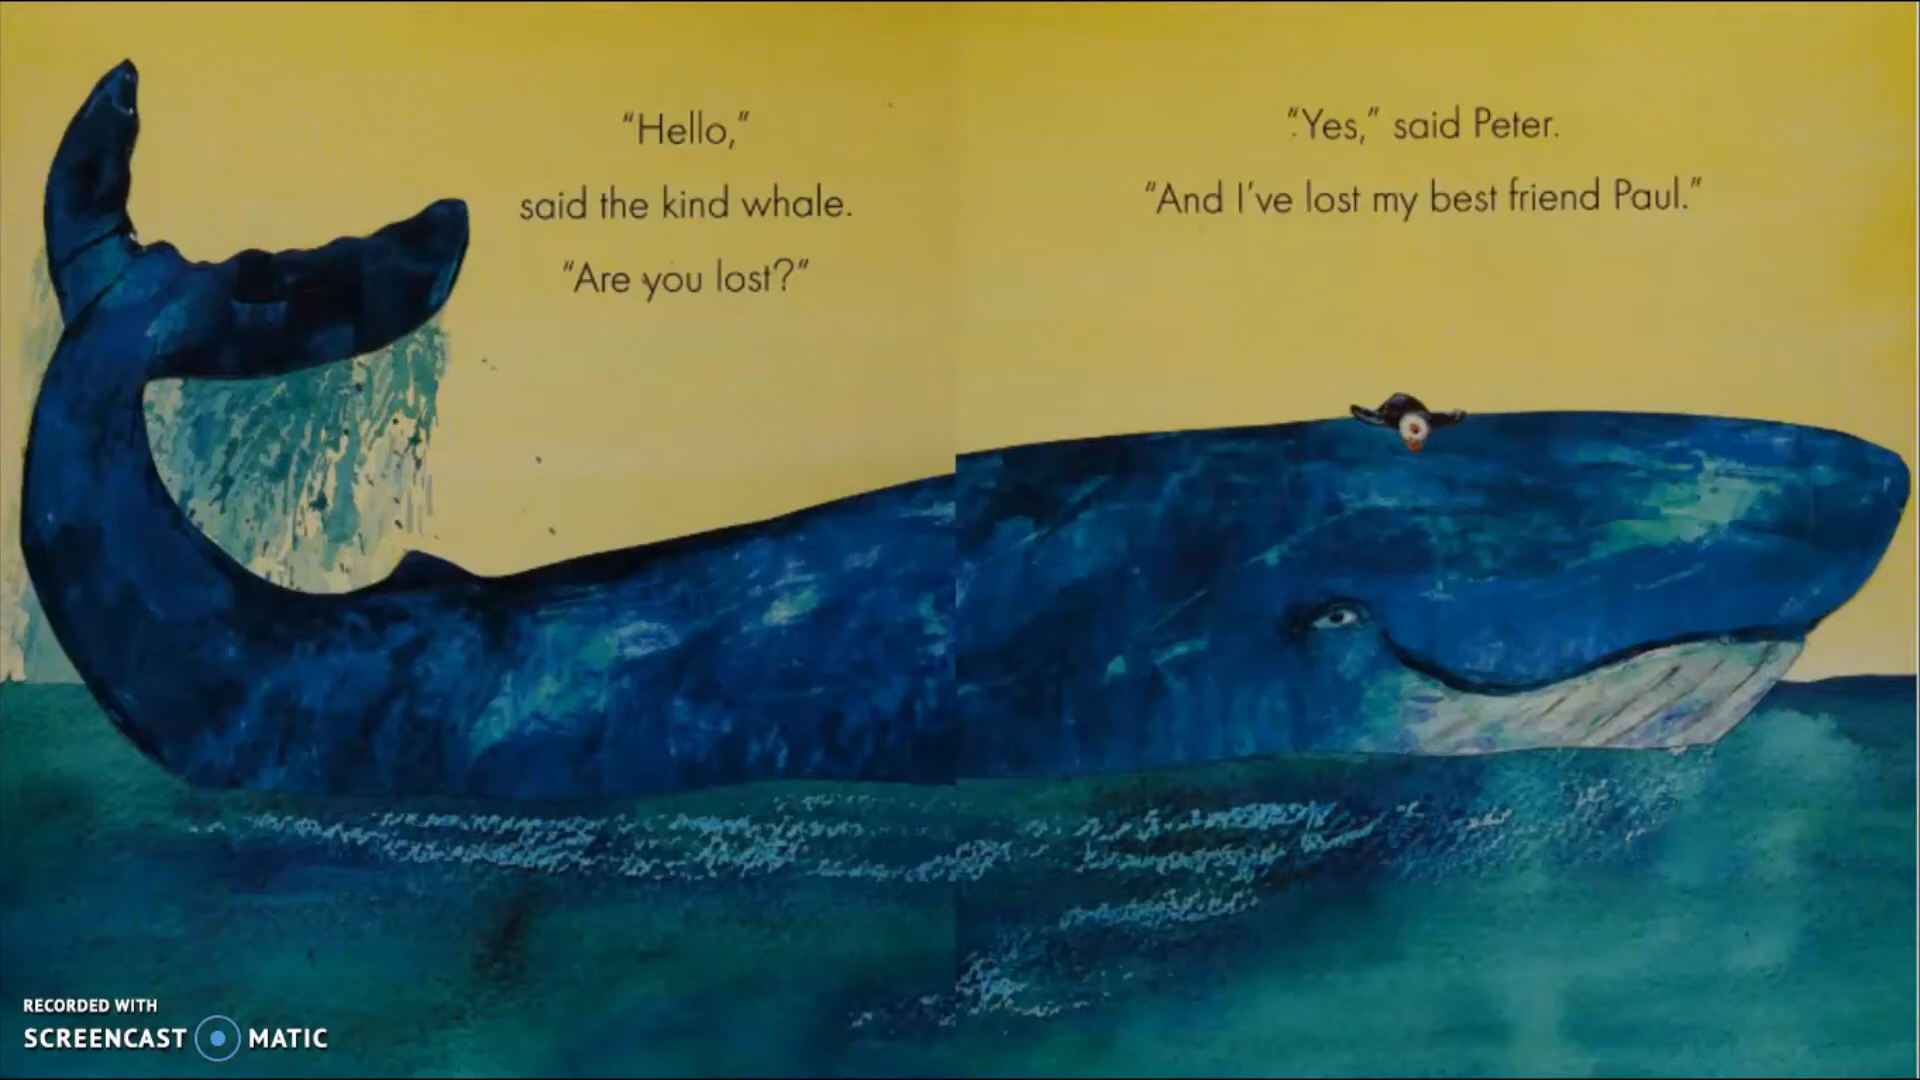 “Hello,”
said the kind whale.
“Are you lost?”
“Yes,” said Peter.
“And I’ve lost my best friend Paul.”
RECORDED WITH
SCREENCAST MATIC